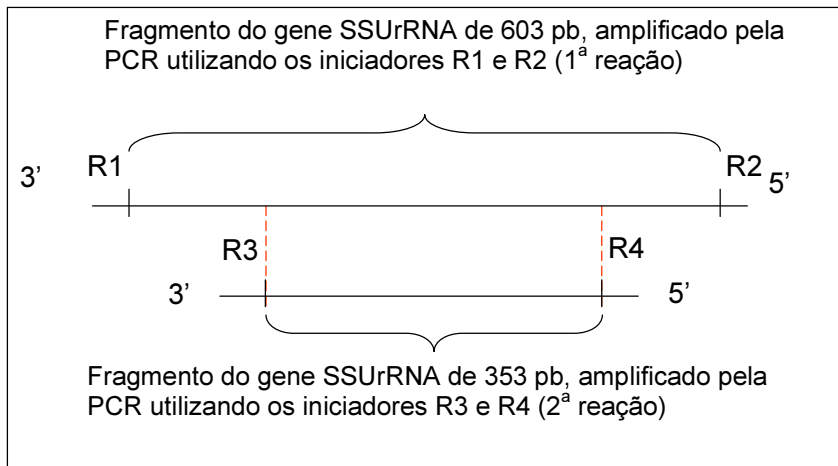 Fragmento do gene SSUrRNA de 603 pb, amplificado pela
PCR utilizando os iniciadores R1 e R2 (1ª reação)
3’ R1 R2 5’
R3 R4
3’ 5’
Fragmento do gene SSUrRNA de 353 pb, amplificado pela
PCR utilizando os iniciadores R3 e R4 (2ª reação)